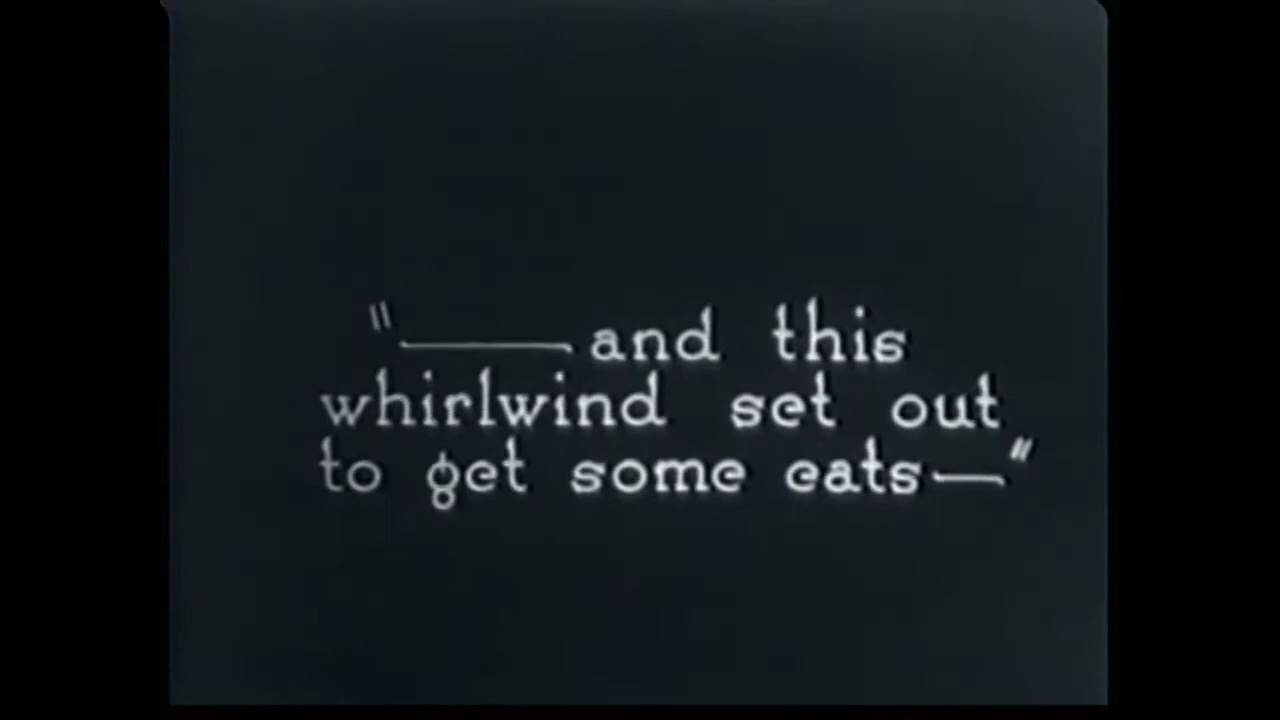 "——and this
whirlwind set out
to get some eats—"